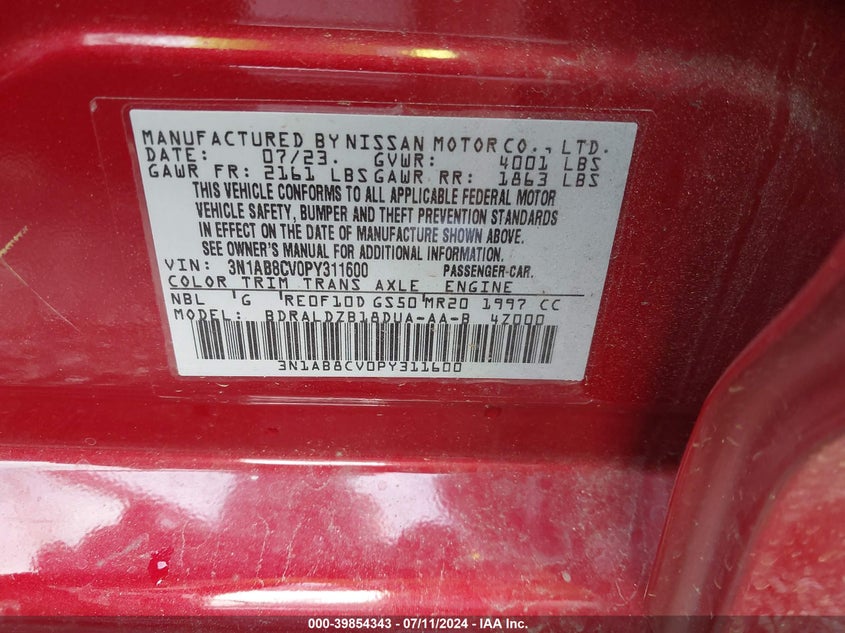 MANUFACTURED BY NISSAN MOTOR CO., LTD.
DATE: 07/23. GVWR: 4001 LBS
GAWR FR: 2161 LBS GAWR RR: 1863 LBS
THIS VEHICLE CONFORMS TO ALL APPLICABLE FEDERAL MOTOR
VEHICLE SAFETY, BUMPER AND THEFT PREVENTION STANDARDS
IN EFFECT ON THE DATE OF MANUFACTURE SHOWN ABOVE.
SEE OWNER'S MANUAL FOR ADDITIONAL INFORMATION.
VIN: 3N1AB8CV0PY311600 PASSENGER-CAR.
COLOR TRIM TRANS AXLE ENGINE
NBL G RE0F10D GS50 MR20 1997 CC
MODEL: BDRALDZB18DUA-AA-B 4Z000
3N1AB8CV0PY311600
000-39854343 / 07/11/2024 - IAA Inc.